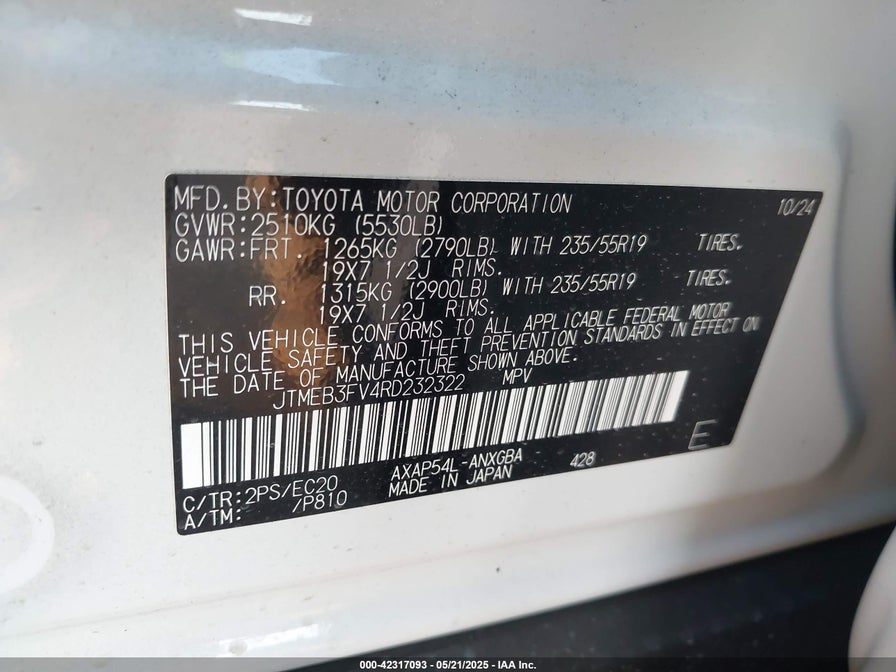 MFD. BY: TOYOTA MOTOR CORPORATION 10/24
GVWR: 2510KG (5530LB)
GAWR: FRT. 1265KG (2790LB) WITH 235/55R19 TIRES.
19X7 1/2J RIMS.
RR. 1315KG (2900LB) WITH 235/55R19 TIRES.
19X7 1/2J RIMS.
THIS VEHICLE CONFORMS TO ALL APPLICABLE FEDERAL MOTOR
VEHICLE SAFETY AND THEFT PREVENTION STANDARDS IN EFFECT ON
THE DATE OF MANUFACTURE SHOWN ABOVE.
JTMEB3FV4RD232322 MPV
E
C/TR: 2PS/EC20 AXAP54L-ANXGBA 428
A/TM: /P810 MADE IN JAPAN
000-42317093 — 05/21/2025 — IAA Inc.